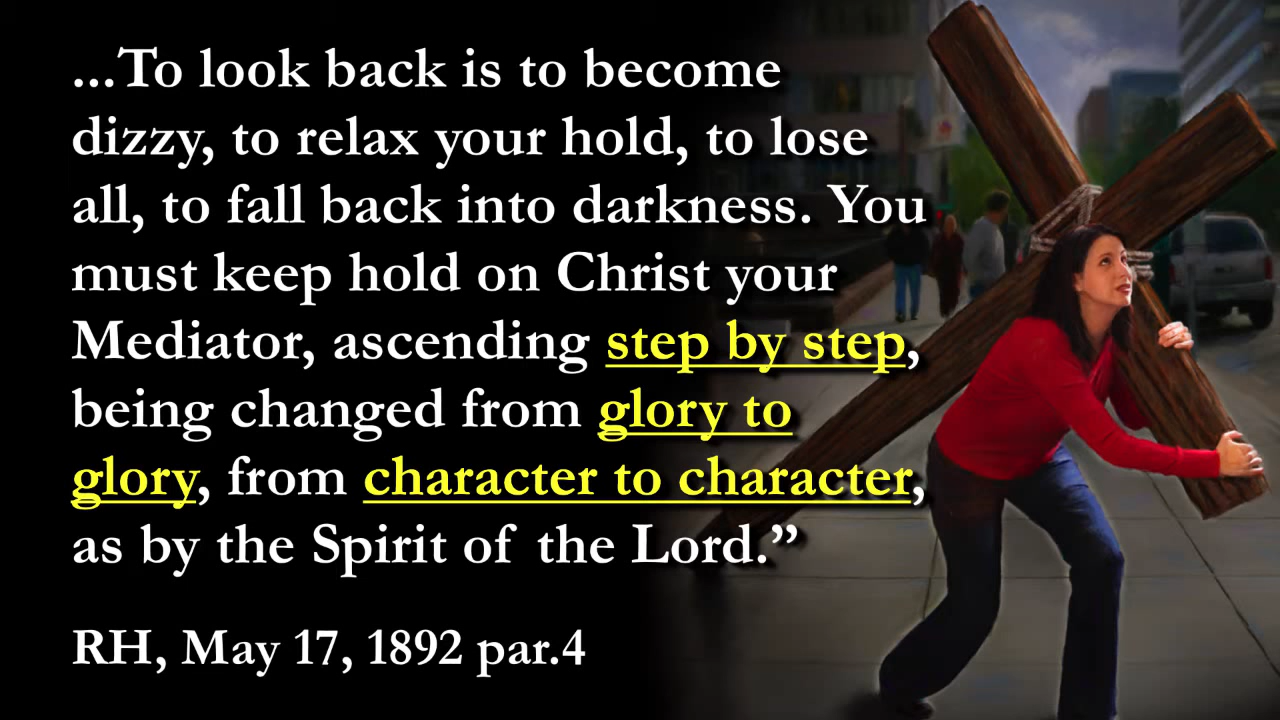 ...To look back is to become
dizzy, to relax your hold, to lose
all, to fall back into darkness. You
must keep hold on Christ your
Mediator, ascending step by step,
being changed from glory to
glory, from character to character,
as by the Spirit of the Lord.”
RH, May 17, 1892 par.4